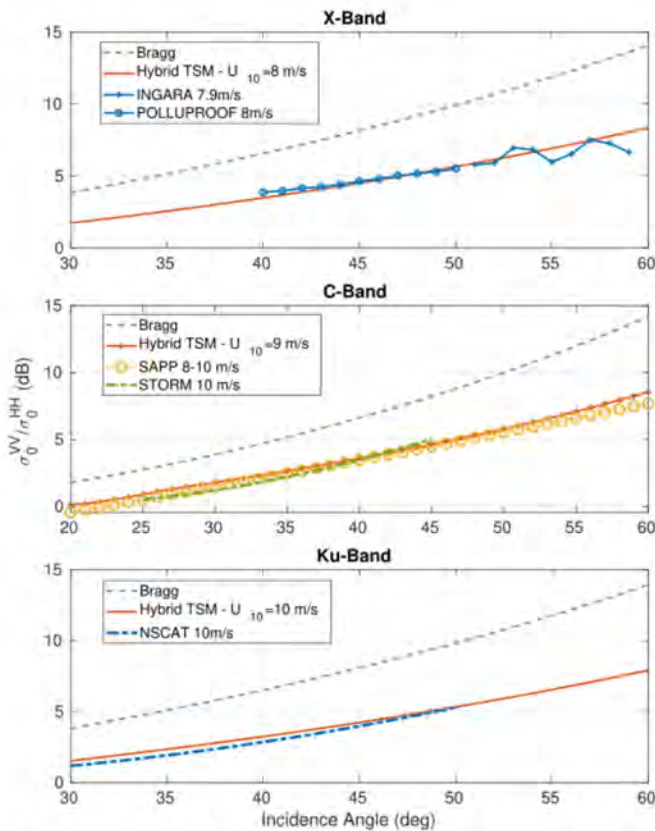 X-Band
15
10
5
0
Bragg
Hybrid TSM - U 10 =8 m/s
INGARA 7.9m/s
POLLUPROOF 8m/s
30 35 40 45 50 55 60
C-Band
15
10
5
0
Bragg
Hybrid TSM - U 10 =9 m/s
SAPP 8-10 m/s
STORM 10 m/s
σ0VV/σ0HH (dB)
20 25 30 35 40 45 50 55 60
Ku-Band
15
10
5
0
Bragg
Hybrid TSM - U 10 =10 m/s
NSCAT 10m/s
30 35 40 45 50 55 60
Incidence Angle (deg)